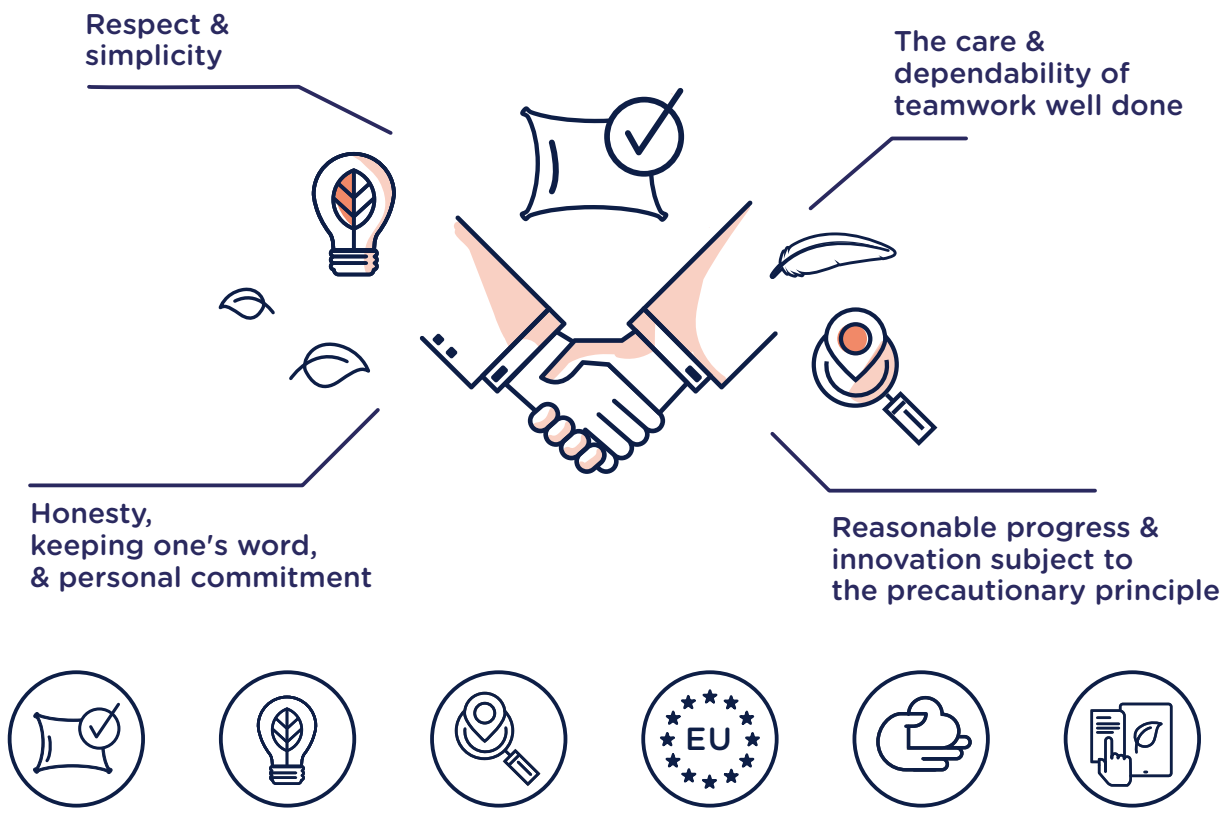 Respect &
simplicity
The care &
dependability of
teamwork well done
Honesty,
keeping one's word,
& personal commitment
Reasonable progress &
innovation subject to
the precautionary principle
EU